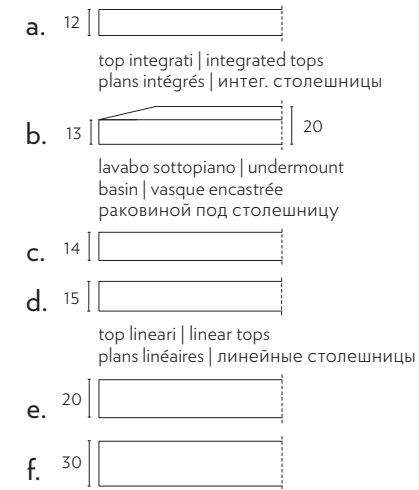 a. 12
top integrati | integrated tops
plans intégrés | интег. столешницы
b. 13 20
lavabo sottopiano | undermount
basin | vasque encastrée
раковиной под столешницу
c. 14
d. 15
top lineari | linear tops
plans linéaires | линейные столешницы
e. 20
f. 30